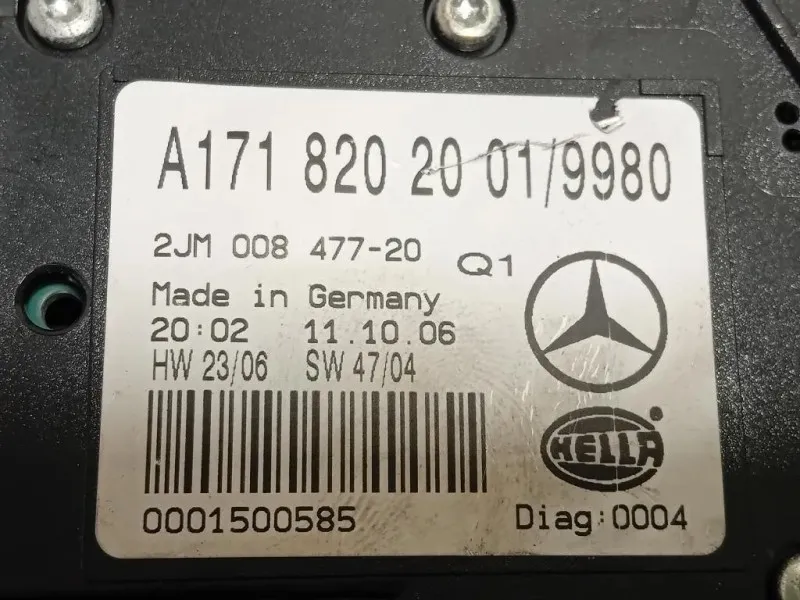 A171 820 20 01/9980
2JM 008 477-20 Q1
Made in Germany
20:02 11.10.06
HW 23/06 SW 47/04
HELLA ®
0001500585 Diag:0004